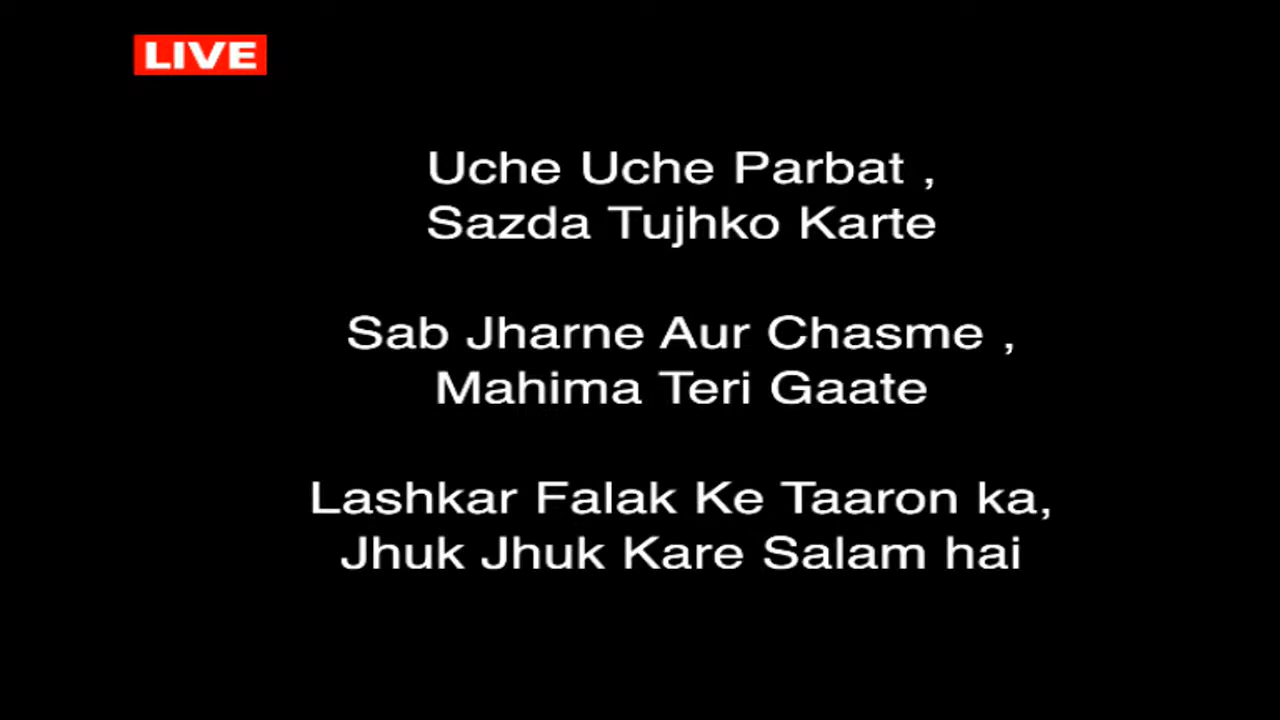 LIVE
Uche Uche Parbat ,
Sazda Tujhko Karte
Sab Jharne Aur Chasme ,
Mahima Teri Gaate
Lashkar Falak Ke Taaron ka,
Jhuk Jhuk Kare Salam hai